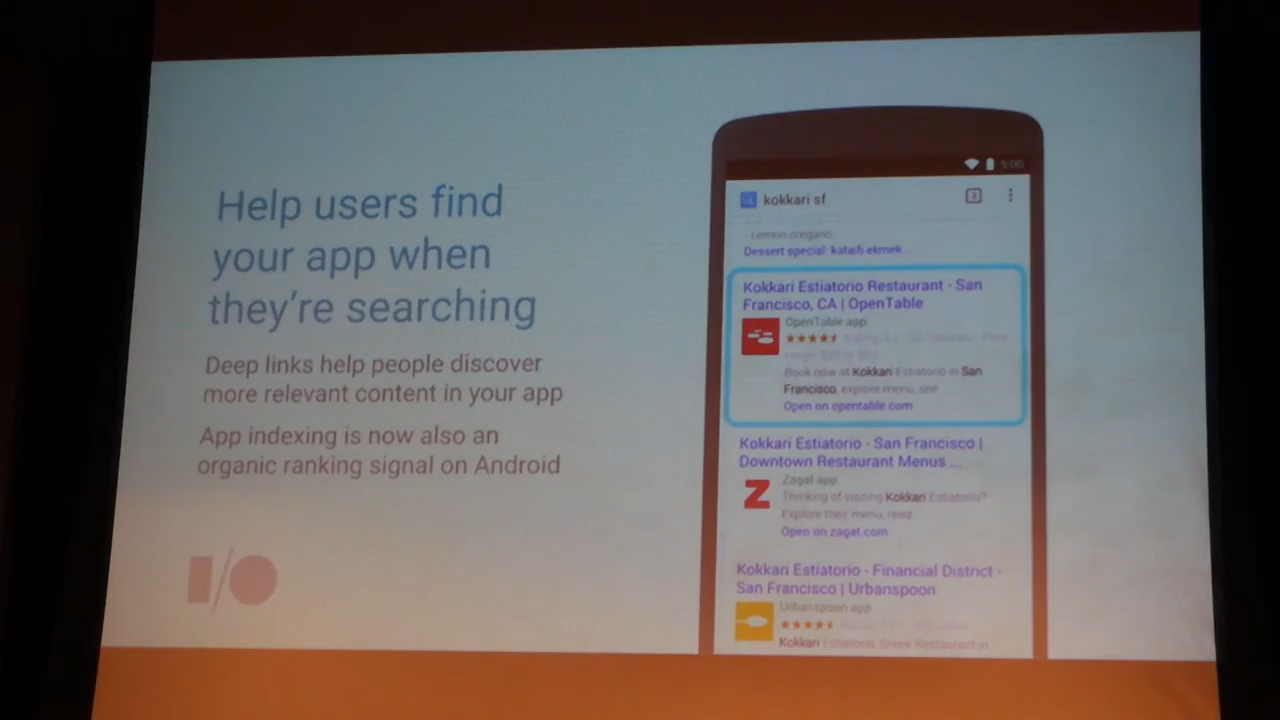 Help users find
your app when
they're searching
Deep links help people discover
more relevant content in your app
App indexing is now also an
organic ranking signal on Android
I/O
5:00
kokkari sf
Lemon oregano
Dessert special: kataifi ekmek...
Kokkari Estiatorio Restaurant - San
Francisco, CA | OpenTable
OpenTable app
Book now at Kokkari Estiatorio in San
Francisco, explore menu, see
Open on opentable.com
Kokkari Estiatorio - San Francisco |
Downtown Restaurant Menus ...
Z
Zagat app
Thinking of visiting Kokkari Estiatorio?
Explore their menu, read
Open on zagat.com
Kokkari Estiatorio - Financial District -
San Francisco | Urbanspoon
Urbanspoon app
Kokkari Estiatorio, Greek Restaurant in